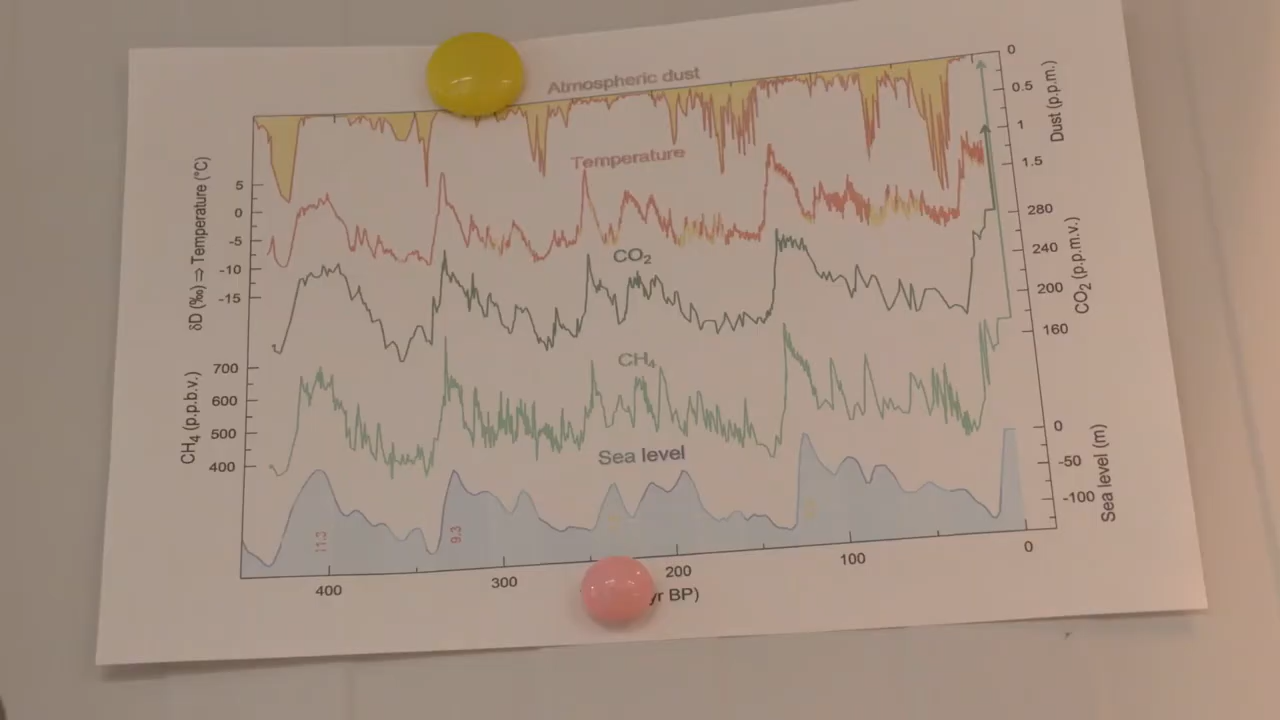 Atmospheric dust
0
0.5
1
1.5
Dust (p.p.m.)
Temperature
5
0
-5
-10
-15
δD (‰) ⇒ Temperature (°C)
CO₂
280
240
200
160
CO₂ (p.p.m.v.)
CH₄
700
600
500
400
CH₄ (p.p.b.v.)
Sea level
0
-50
-100
Sea level (m)
11.3
9.3
400
300
200
100
0
yr BP)